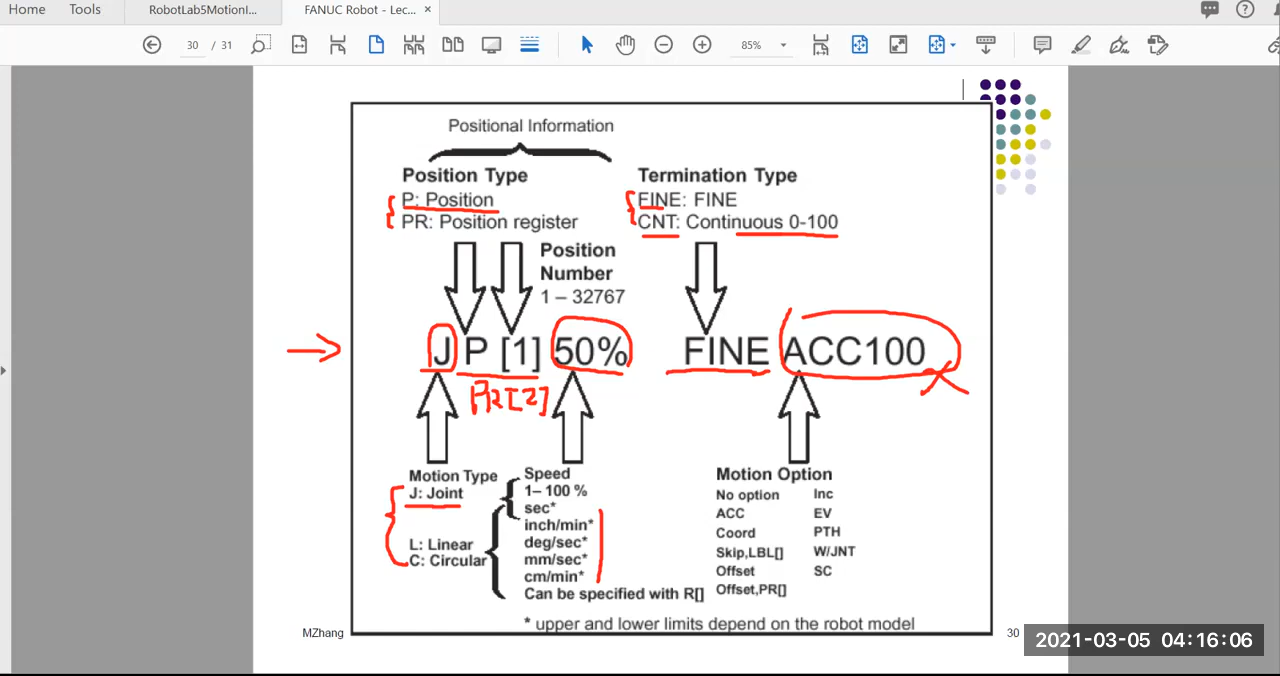 Home Tools RobotLab5MotionI... FANUC Robot - Lec... ×
30 / 31 85%
Positional Information
Position Type
P: Position
PR: Position register
Termination Type
FINE: FINE
CNT: Continuous 0-100
Position
Number
1 – 32767
J P [1] 50% FINE ACC100
PR[2]
Motion Type
J: Joint
L: Linear
C: Circular
Speed
1– 100 %
sec*
inch/min*
deg/sec*
mm/sec*
cm/min*
Can be specified with R[]
Motion Option
No option Inc
ACC EV
Coord PTH
Skip,LBL[] W/JNT
Offset SC
Offset,PR[]
* upper and lower limits depend on the robot model
MZhang 30
2021-03-05 04:16:06